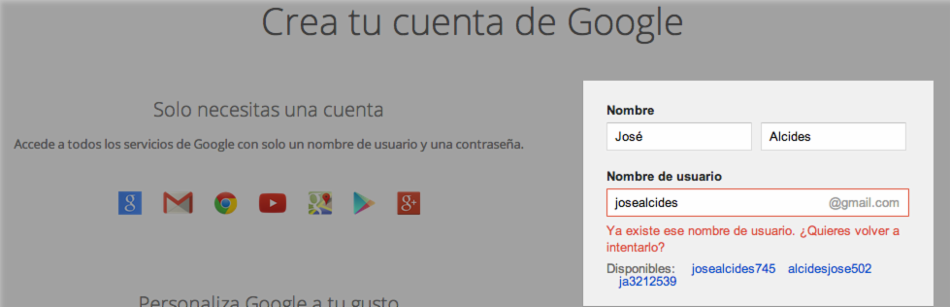 Crea tu cuenta de Google
Solo necesitas una cuenta
Accede a todos los servicios de Google con solo un nombre de usuario y una contraseña.
g
g+
Personaliza Google a tu gusto
Nombre
José Alcides
Nombre de usuario
josealcides @gmail.com
Ya existe ese nombre de usuario. ¿Quieres volver a
intentarlo?
Disponibles: josealcides745 alcidesjose502
ja3212539